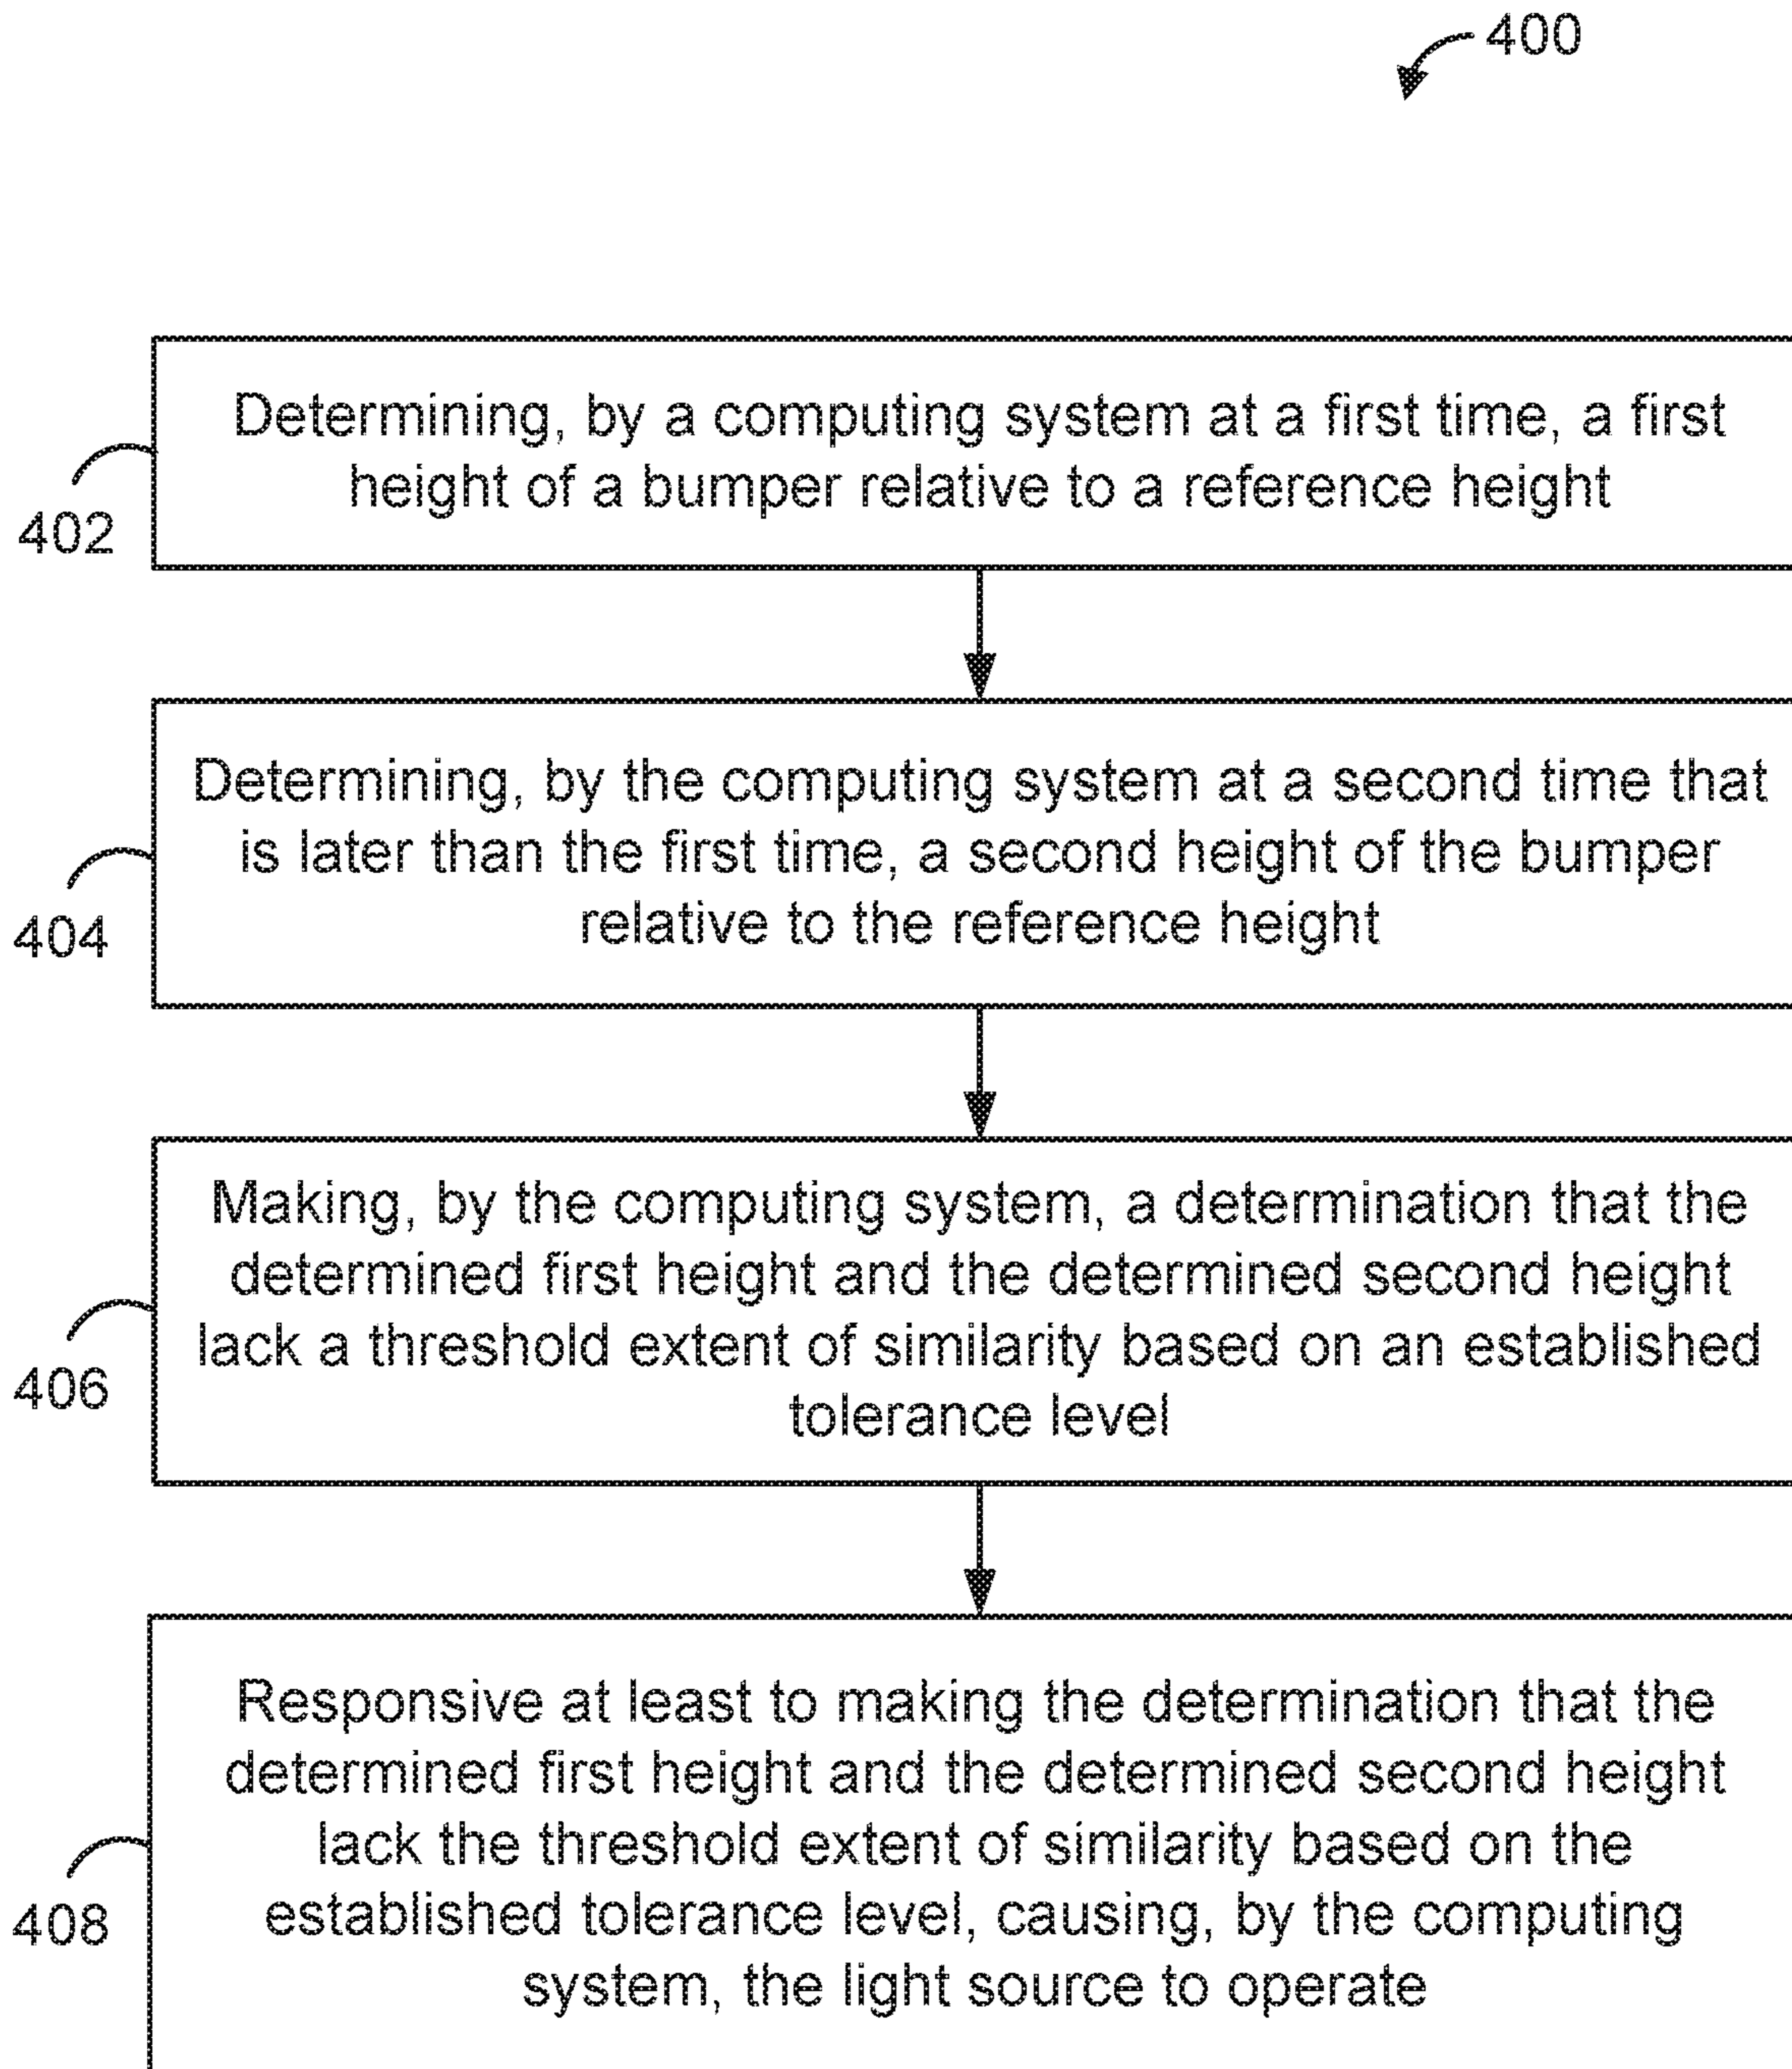 400
Determining, by a computing system at a first time, a first
height of a bumper relative to a reference height
402
Determining, by the computing system at a second time that
is later than the first time, a second height of the bumper
relative to the reference height
404
Making, by the computing system, a determination that the
determined first height and the determined second height
lack a threshold extent of similarity based on an established
tolerance level
406
Responsive at least to making the determination that the
determined first height and the determined second height
lack the threshold extent of similarity based on the
established tolerance level, causing, by the computing
system, the light source to operate
408